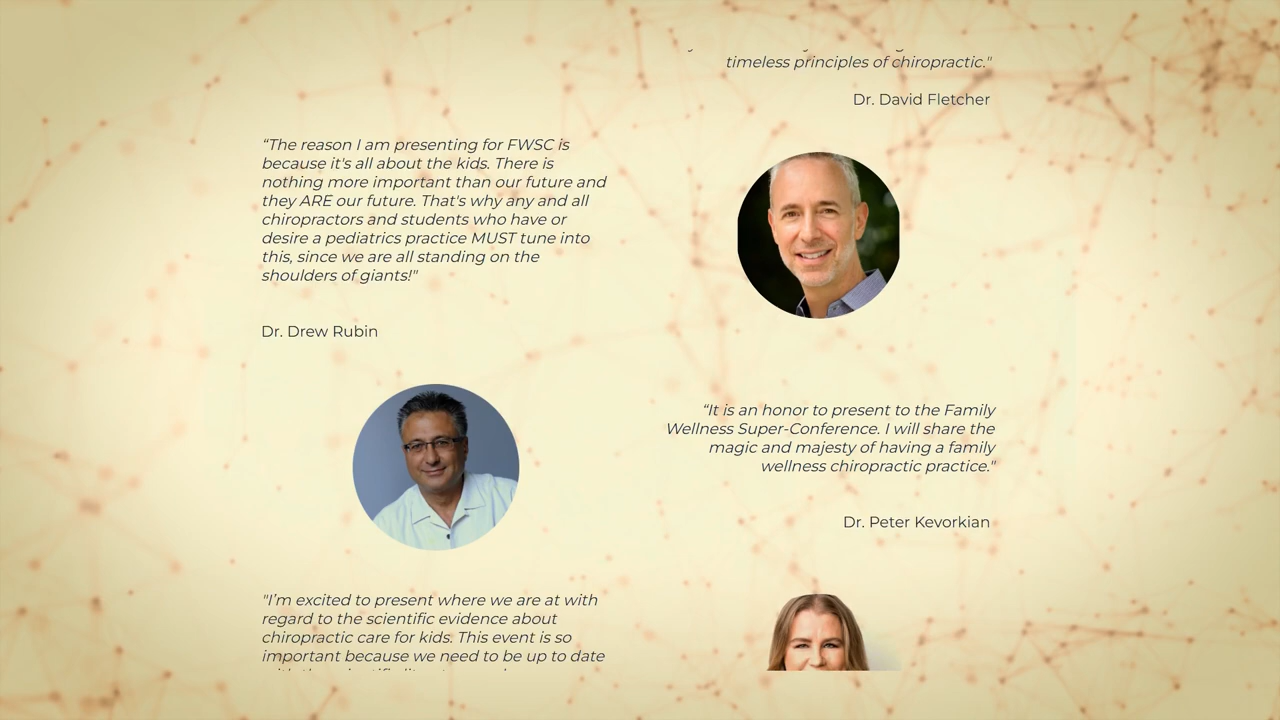 timeless principles of chiropractic."
Dr. David Fletcher
“The reason I am presenting for FWSC is
because it's all about the kids. There is
nothing more important than our future and
they ARE our future. That's why any and all
chiropractors and students who have or
desire a pediatrics practice MUST tune into
this, since we are all standing on the
shoulders of giants!"
Dr. Drew Rubin
“It is an honor to present to the Family
Wellness Super-Conference. I will share the
magic and majesty of having a family
wellness chiropractic practice."
Dr. Peter Kevorkian
"I’m excited to present where we are at with
regard to the scientific evidence about
chiropractic care for kids. This event is so
important because we need to be up to date